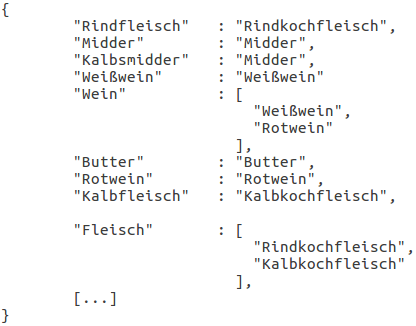 {
"Rindfleisch" : "Rindkochfleisch",
"Midder" : "Midder",
"Kalbsmidder" : "Midder",
"Weißwein" : "Weißwein"
"Wein" : [
"Weißwein",
"Rotwein"
],
"Butter" : "Butter",
"Rotwein" : "Rotwein",
"Kalbfleisch" : "Kalbkochfleisch",
"Fleisch" : [
"Rindkochfleisch",
"Kalbkochfleisch"
],
[...]
}